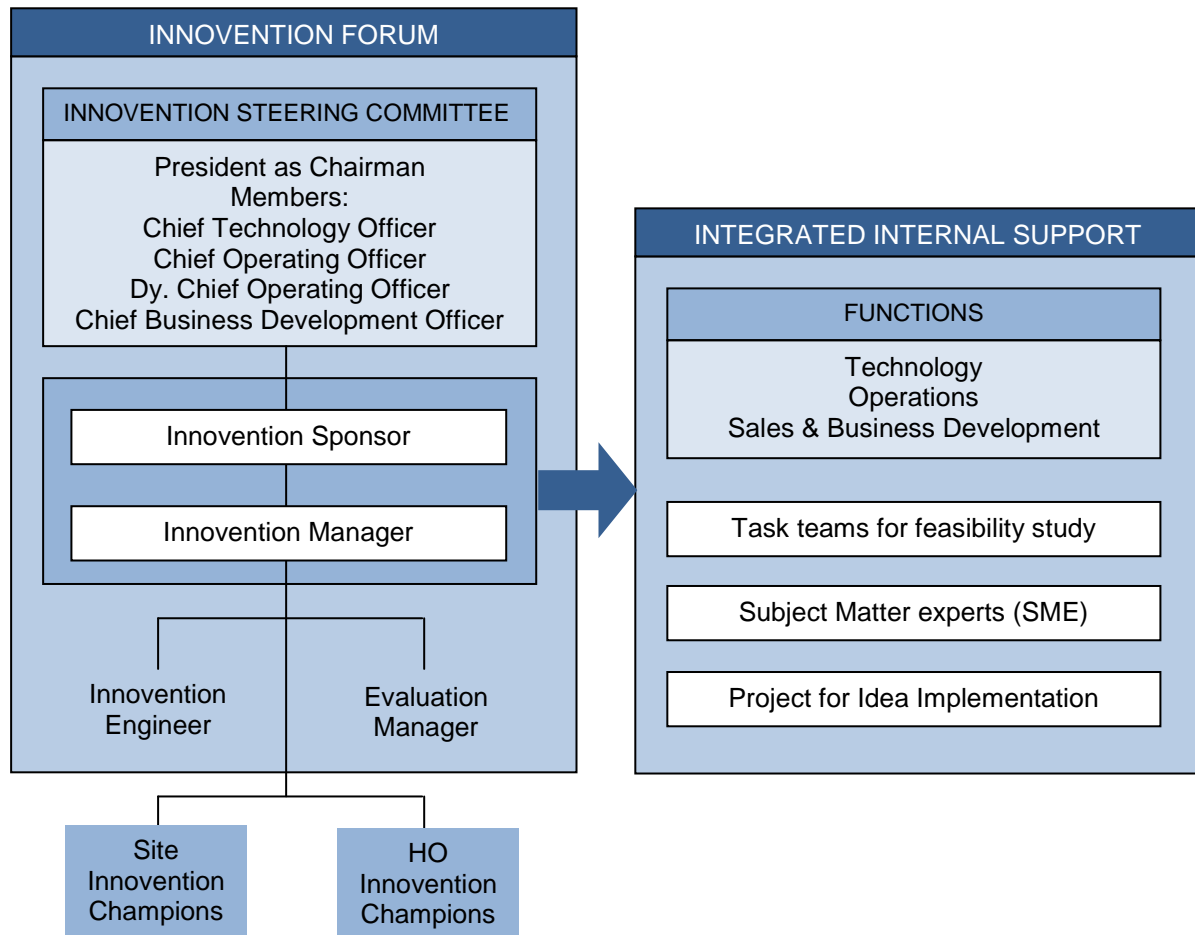 INNOVENTION FORUM
INNOVENTION STEERING COMMITTEE
President as Chairman
Members:
Chief Technology Officer
Chief Operating Officer
Dy. Chief Operating Officer
Chief Business Development Officer
Innovention Sponsor
Innovention Manager
Innovention
Engineer
Evaluation
Manager
Site
Innovention
Champions
HO
Innovention
Champions
INTEGRATED INTERNAL SUPPORT
FUNCTIONS
Technology
Operations
Sales & Business Development
Task teams for feasibility study
Subject Matter experts (SME)
Project for Idea Implementation